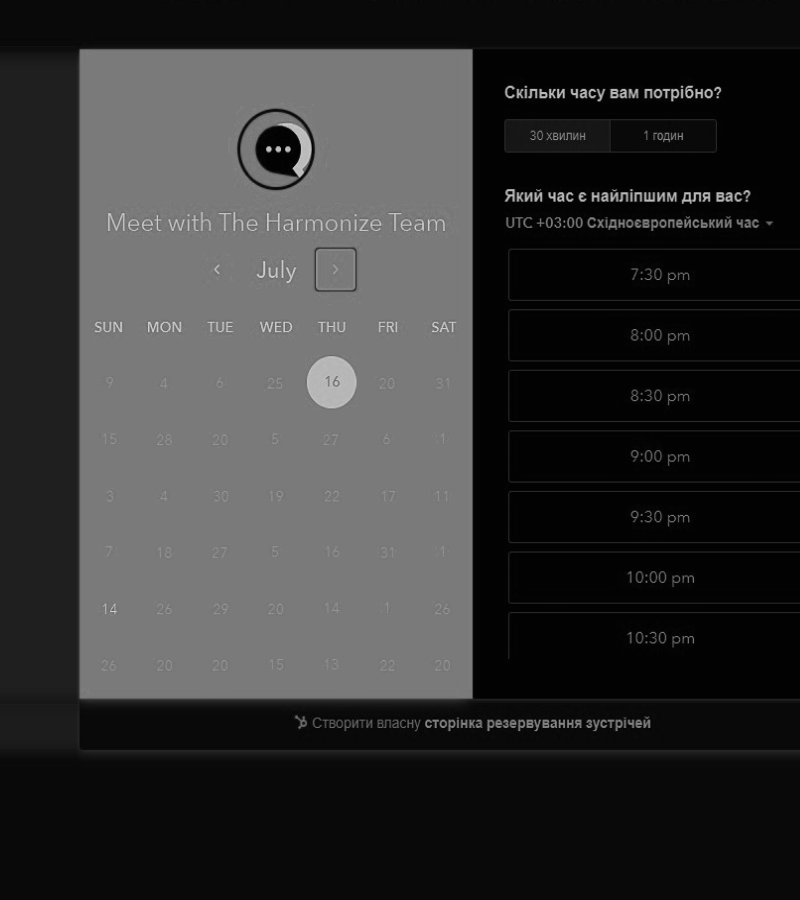 Meet with The Harmonize Team
July
SUN MON TUE WED THU FRI SAT
9 4 6 25 16 20 31
15 28 20 5 27 6 1
3 4 30 19 22 17 11
7 18 27 5 16 31 1
14 26 29 20 14 1 26
26 20 20 15 13 22 20
Скільки часу вам потрібно?
30 хвилин 1 годин
Який час є найліпшим для вас?
UTC +03:00 Східноєвропейський час
7:30 pm
8:00 pm
8:30 pm
9:00 pm
9:30 pm
10:00 pm
10:30 pm
Створити власну сторінка резервування зустрічей